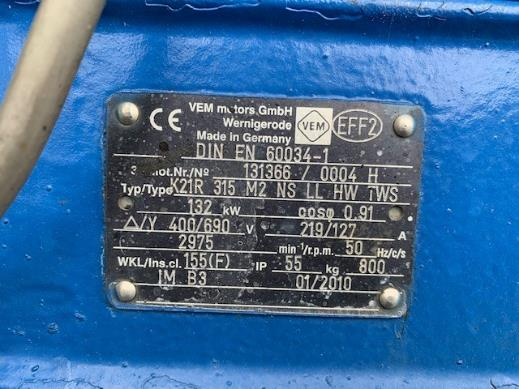 CE VEM motors GmbH
Wernigerode VEM EFF2
Made in Germany
DIN EN 60034-1
3 Mot.Nr./Nº 131366 / 0004 H
Typ/Type K21R 315 M2 NS LL HW TWS
132 kW cosφ 0.91
△/Y 400/690 V 219/127 A
2975 min⁻¹/r.p.m. 50 Hz/c/s
WKL/Ins.cl. 155(F) IP 55 kg 800
IM B3 01/2010